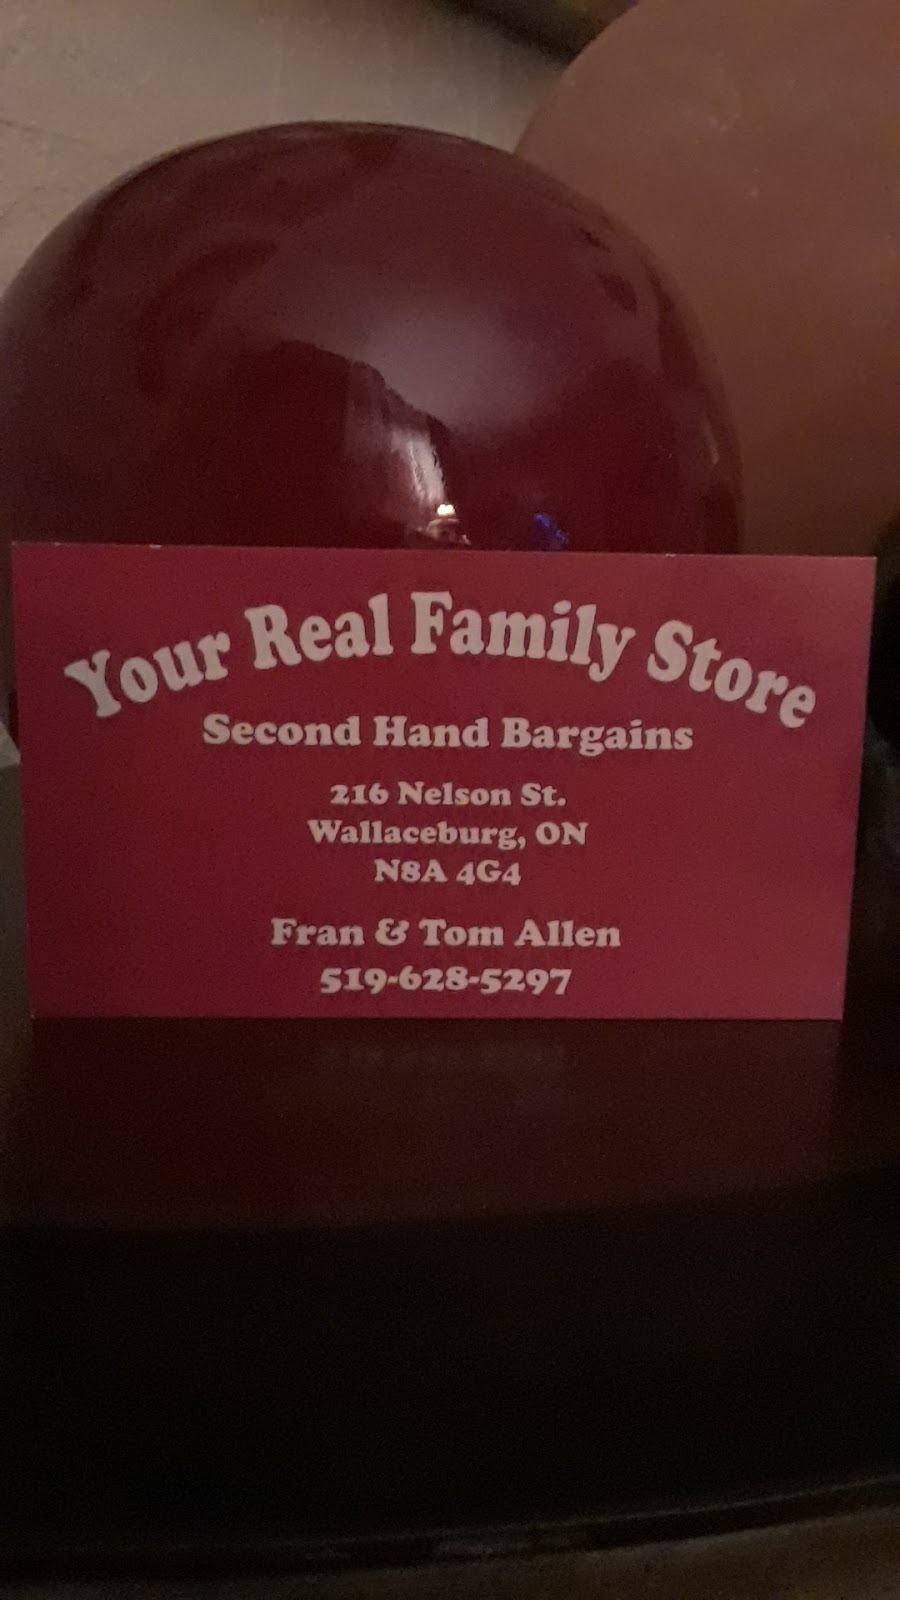 Your Real Family Store
Second Hand Bargains
216 Nelson St.
Wallaceburg, ON
N8A 4G4
Fran & Tom Allen
519-628-5297